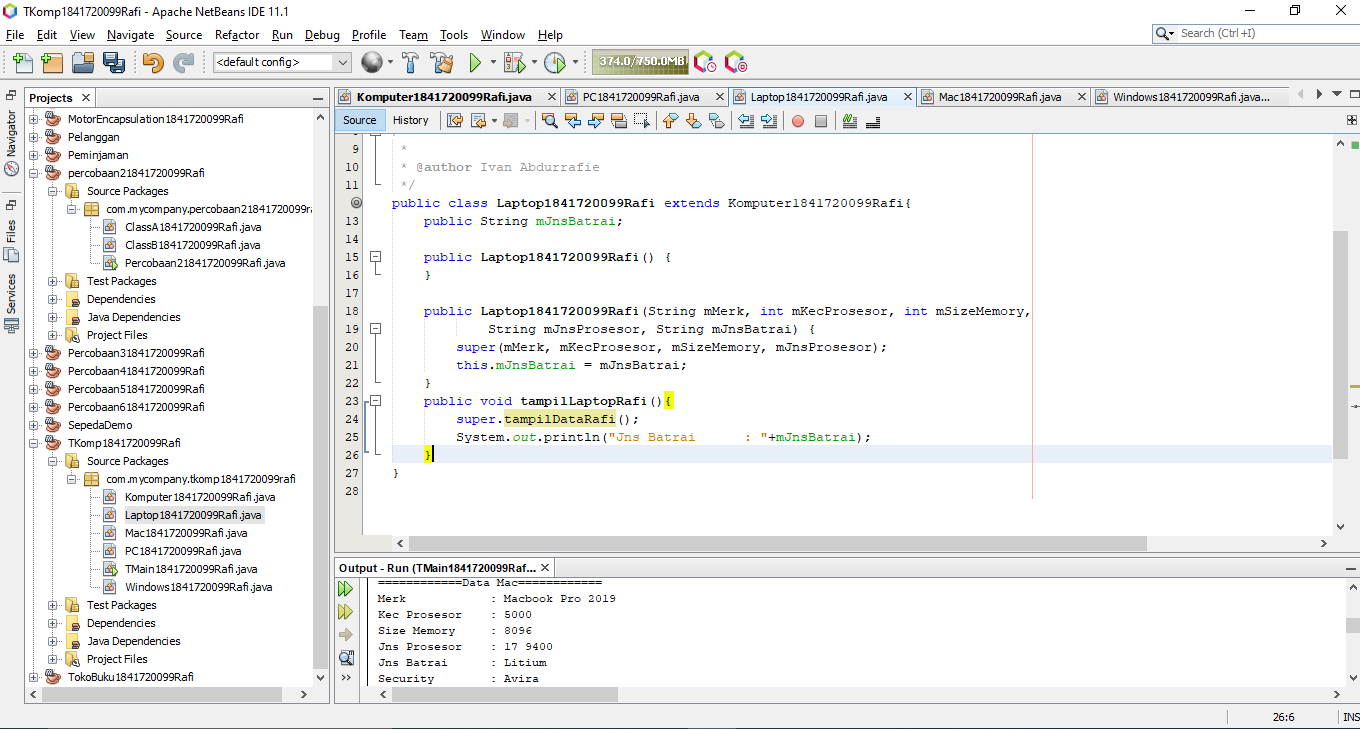 TKomp1841720099Rafi - Apache NetBeans IDE 11.1
File Edit View Navigate Source Refactor Run Debug Profile Team Tools Window Help
Search (Ctrl+I)
<default config>
374.0/750.0MB
Projects
Navigator
Files
Services
MotorEncapsulation1841720099Rafi
Pelanggan
Peminjaman
percobaan21841720099Rafi
Source Packages
com.mycompany.percobaan21841720099r
ClassA1841720099Rafi.java
ClassB1841720099Rafi.java
Percobaan21841720099Rafi.java
Test Packages
Dependencies
Java Dependencies
Project Files
Percobaan31841720099Rafi
Percobaan41841720099Rafi
Percobaan51841720099Rafi
Percobaan61841720099Rafi
SepedaDemo
TKomp1841720099Rafi
Source Packages
com.mycompany.tkomp1841720099rafi
Komputer1841720099Rafi.java
Laptop1841720099Rafi.java
Mac1841720099Rafi.java
PC1841720099Rafi.java
TMain1841720099Rafi.java
Windows1841720099Rafi.java
Test Packages
Dependencies
Java Dependencies
Project Files
TokoBuku1841720099Rafi
Komputer1841720099Rafi.java PC1841720099Rafi.java Laptop1841720099Rafi.java Mac1841720099Rafi.java Windows1841720099Rafi.java...
Source History
9 *
10 * @author Ivan Abdurrafie
11 */
public class Laptop1841720099Rafi extends Komputer1841720099Rafi{
13 public String mJnsBatrai;
14
15 public Laptop1841720099Rafi() {
16 }
17
18 public Laptop1841720099Rafi(String mMerk, int mKecProsesor, int mSizeMemory,
19 String mJnsProsesor, String mJnsBatrai) {
20 super(mMerk, mKecProsesor, mSizeMemory, mJnsProsesor);
21 this.mJnsBatrai = mJnsBatrai;
22 }
23 public void tampilLaptopRafi(){
24 super.tampilDataRafi();
25 System.out.println("Jns Batrai : "+mJnsBatrai);
26 }
27 }
28
Output - Run (TMain1841720099Raf...
============Data Mac============
Merk : Macbook Pro 2019
Kec Prosesor : 5000
Size Memory : 8096
Jns Prosesor : 17 9400
Jns Batrai : Litium
Security : Avira
26:6 INS